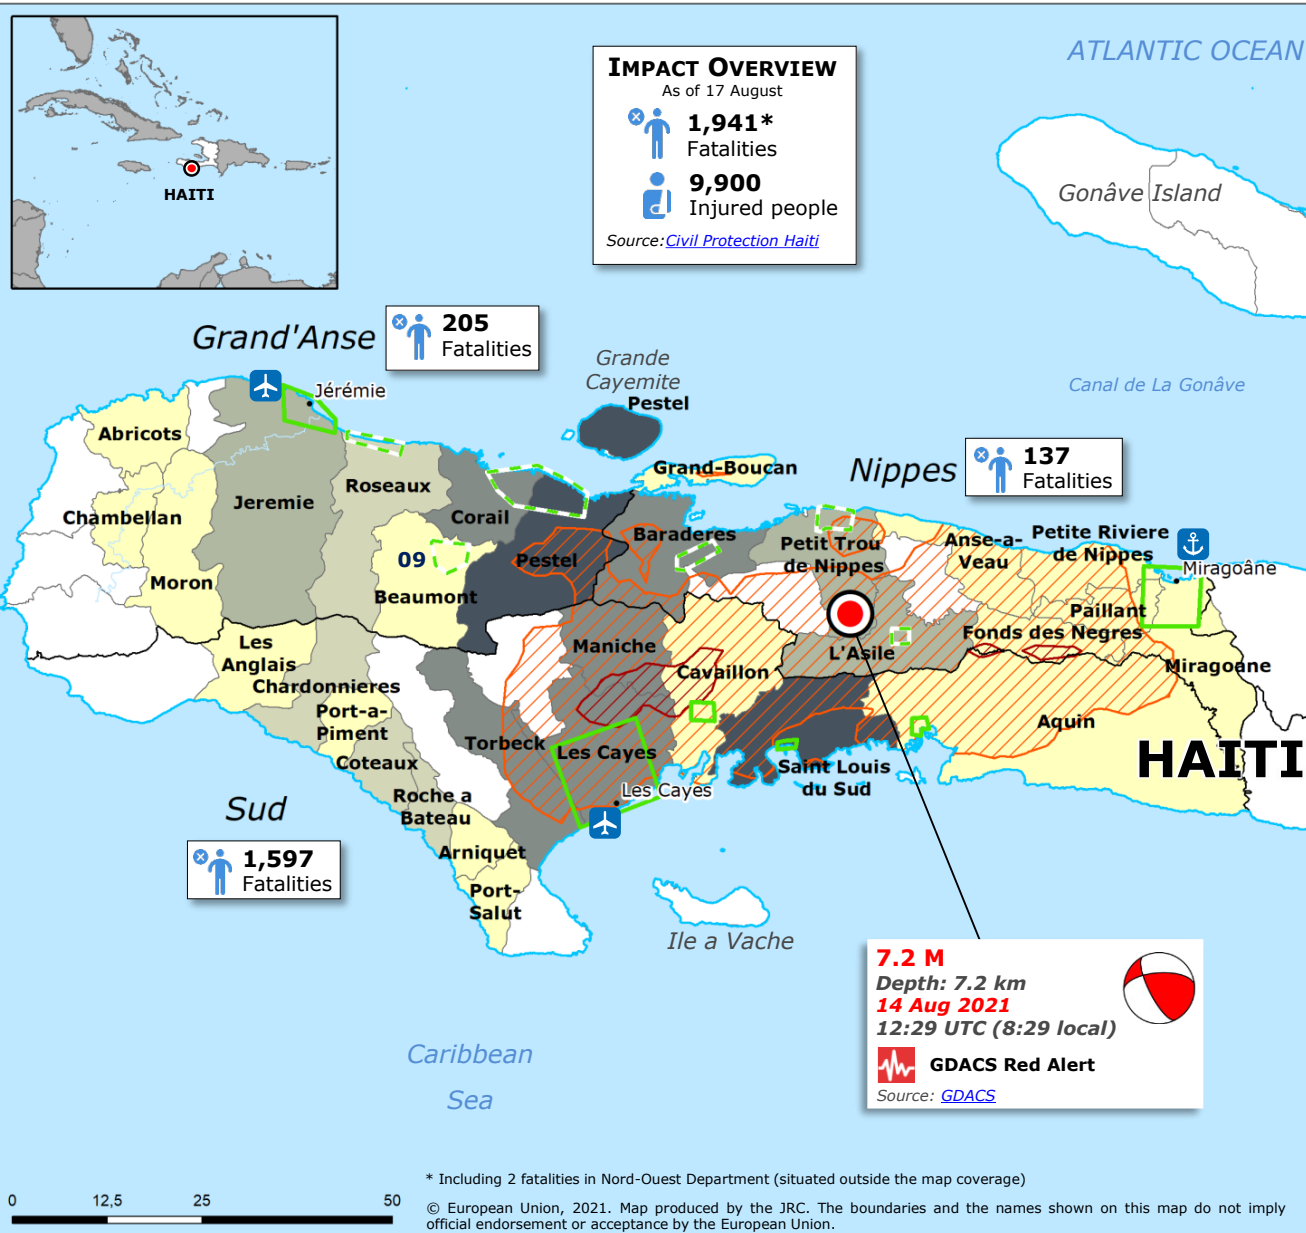 ATLANTIC OCEAN
IMPACT OVERVIEW
As of 17 August
1,941*
Fatalities
9,900
Injured people
Source: Civil Protection Haiti
HAITI
Gonâve Island
Grand'Anse
205
Fatalities
Grande
Cayemite
Pestel
Canal de La Gonâve
Jérémie
Abricots
Grand-Boucan
Nippes
137
Fatalities
Chambellan
Jeremie
Roseaux
Corail
Baraderes
Petit Trou
de Nippes
Anse-a-
Veau
Petite Riviere
de Nippes
Miragoâne
Moron
09
Beaumont
Pestel
Paillant
Fonds des Negres
Les
Anglais
Maniche
L'Asile
Cavaillon
Miragoane
Chardonnieres
Port-a-
Piment
Aquin
Torbeck
Les Cayes
HAITI
Coteaux
Saint Louis
du Sud
Les Cayes
Roche a
Bateau
Sud
1,597
Fatalities
Arniquet
Port-
Salut
Ile a Vache
7.2 M
Depth: 7.2 km
14 Aug 2021
12:29 UTC (8:29 local)
GDACS Red Alert
Source: GDACS
Caribbean
Sea
* Including 2 fatalities in Nord-Ouest Department (situated outside the map coverage)
0 12,5 25 50
© European Union, 2021. Map produced by the JRC. The boundaries and the names shown on this map do not imply
official endorsement or acceptance by the European Union.